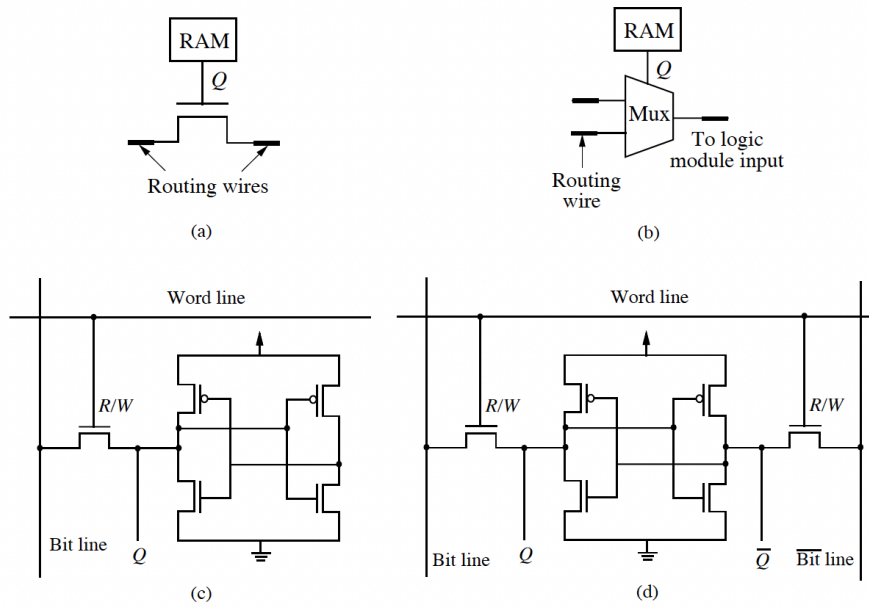 RAM
Q
Routing wires
(a)
RAM
Q
Mux
To logic
module input
Routing
wire
(b)
Word line
R/W
Bit line
Q
(c)
Word line
R/W
R/W
Bit line
Q
Q̅
B̅i̅t̅ line
(d)